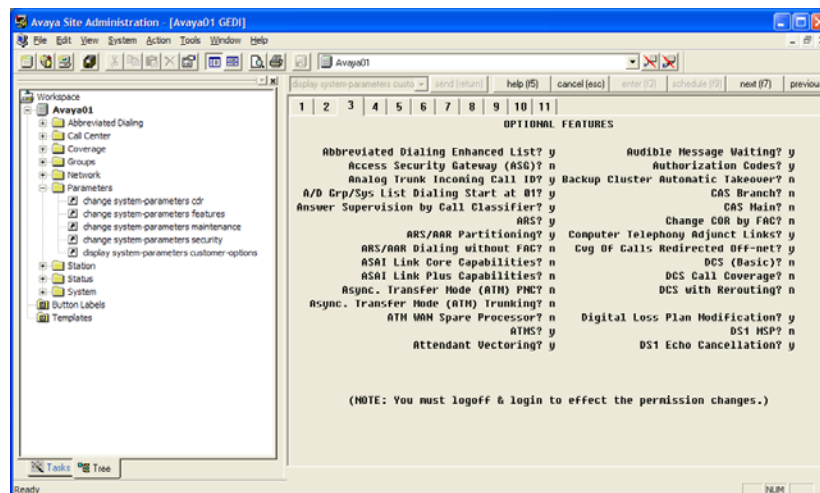 Avaya Site Administration - [Avaya01 GEDI]
File Edit View System Action Tools Window Help
Avaya01
display system-parameters custo send (return) help (f5) cancel (esc) enter (f3) schedule (f9) next (f7) previou
Workspace
Avaya01
Abbreviated Dialing
Call Center
Coverage
Groups
Network
Parameters
change system-parameters cdr
change system-parameters features
change system-parameters maintenance
change system-parameters security
display system-parameters customer-options
Station
Status
System
Button Labels
Templates
Tasks Tree
1 2 3 4 5 6 7 8 9 10 11
OPTIONAL FEATURES
Abbreviated Dialing Enhanced List? y Audible Message Waiting? y
Access Security Gateway (ASG)? n Authorization Codes? y
Analog Trunk Incoming Call ID? y Backup Cluster Automatic Takeover? n
A/D Grp/Sys List Dialing Start at 01? y CAS Branch? n
Answer Supervision by Call Classifier? y CAS Main? n
ARS? y Change COR by FAC? n
ARS/AAR Partitioning? y Computer Telephony Adjunct Links? y
ARS/AAR Dialing without FAC? n Cvg Of Calls Redirected Off-net? y
ASAI Link Core Capabilities? n DCS (Basic)? n
ASAI Link Plus Capabilities? n DCS Call Coverage? n
Async. Transfer Mode (ATM) PNC? n DCS with Rerouting? n
Async. Transfer Mode (ATM) Trunking? n
ATM WAN Spare Processor? n Digital Loss Plan Modification? y
ATMS? y DS1 MSP? n
Attendant Vectoring? y DS1 Echo Cancellation? y
(NOTE: You must logoff & login to effect the permission changes.)
Ready NUM